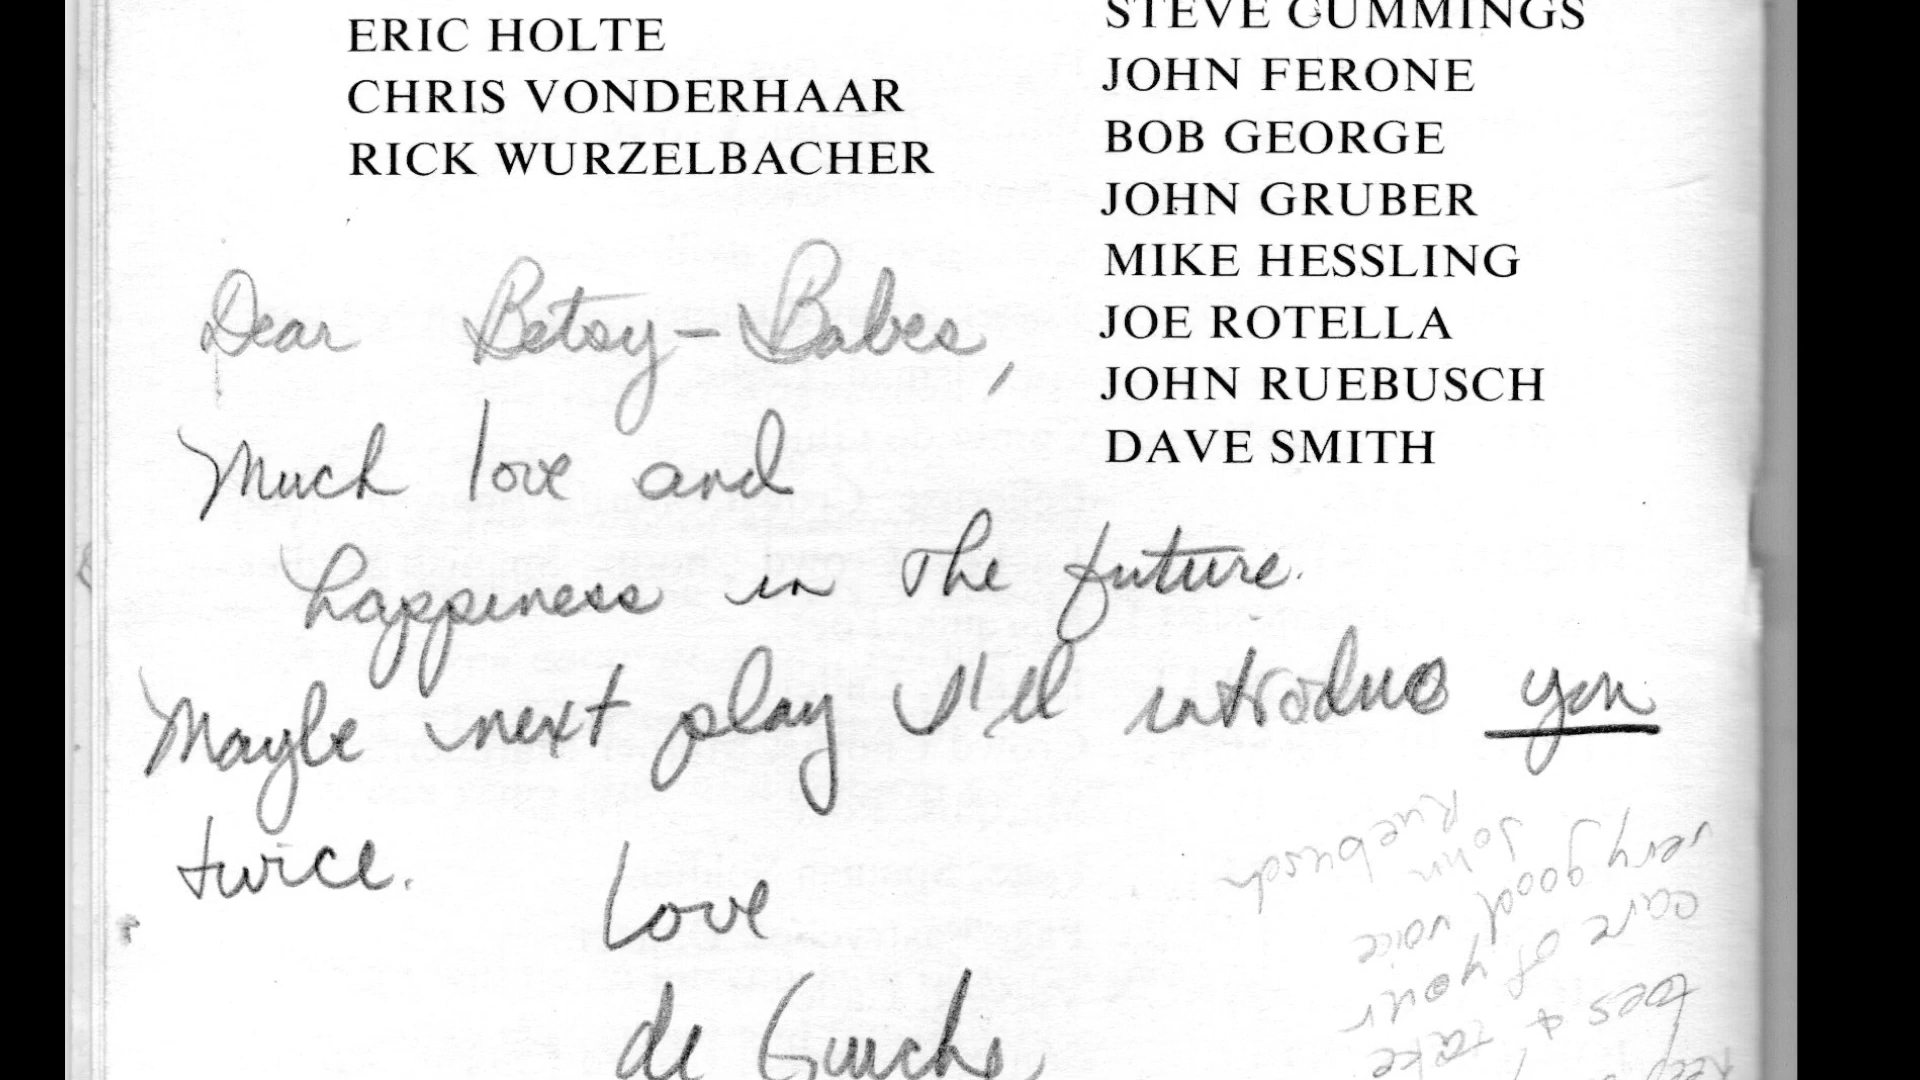 ERIC HOLTE
CHRIS VONDERHAAR
RICK WURZELBACHER
STEVE CUMMINGS
JOHN FERONE
BOB GEORGE
JOHN GRUBER
MIKE HESSLING
JOE ROTELLA
JOHN RUEBUSCH
DAVE SMITH
Dear Betsy-Babes,
Much love and
happiness in the future.
Maybe next play I'll introduce you
twice.
Love
de
toes & take
care of your
very good voice
John
Ruebusch